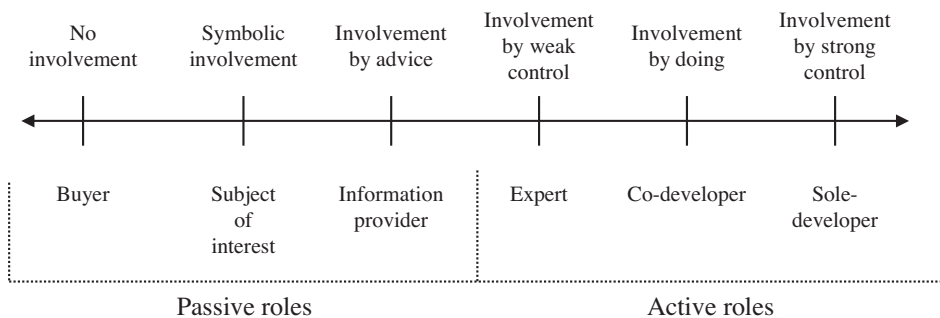 No
involvement
Symbolic
involvement
Involvement
by advice
Involvement
by weak
control
Involvement
by doing
Involvement
by strong
control
Buyer
Subject
of
interest
Information
provider
Expert
Co-developer
Sole-
developer
Passive roles
Active roles